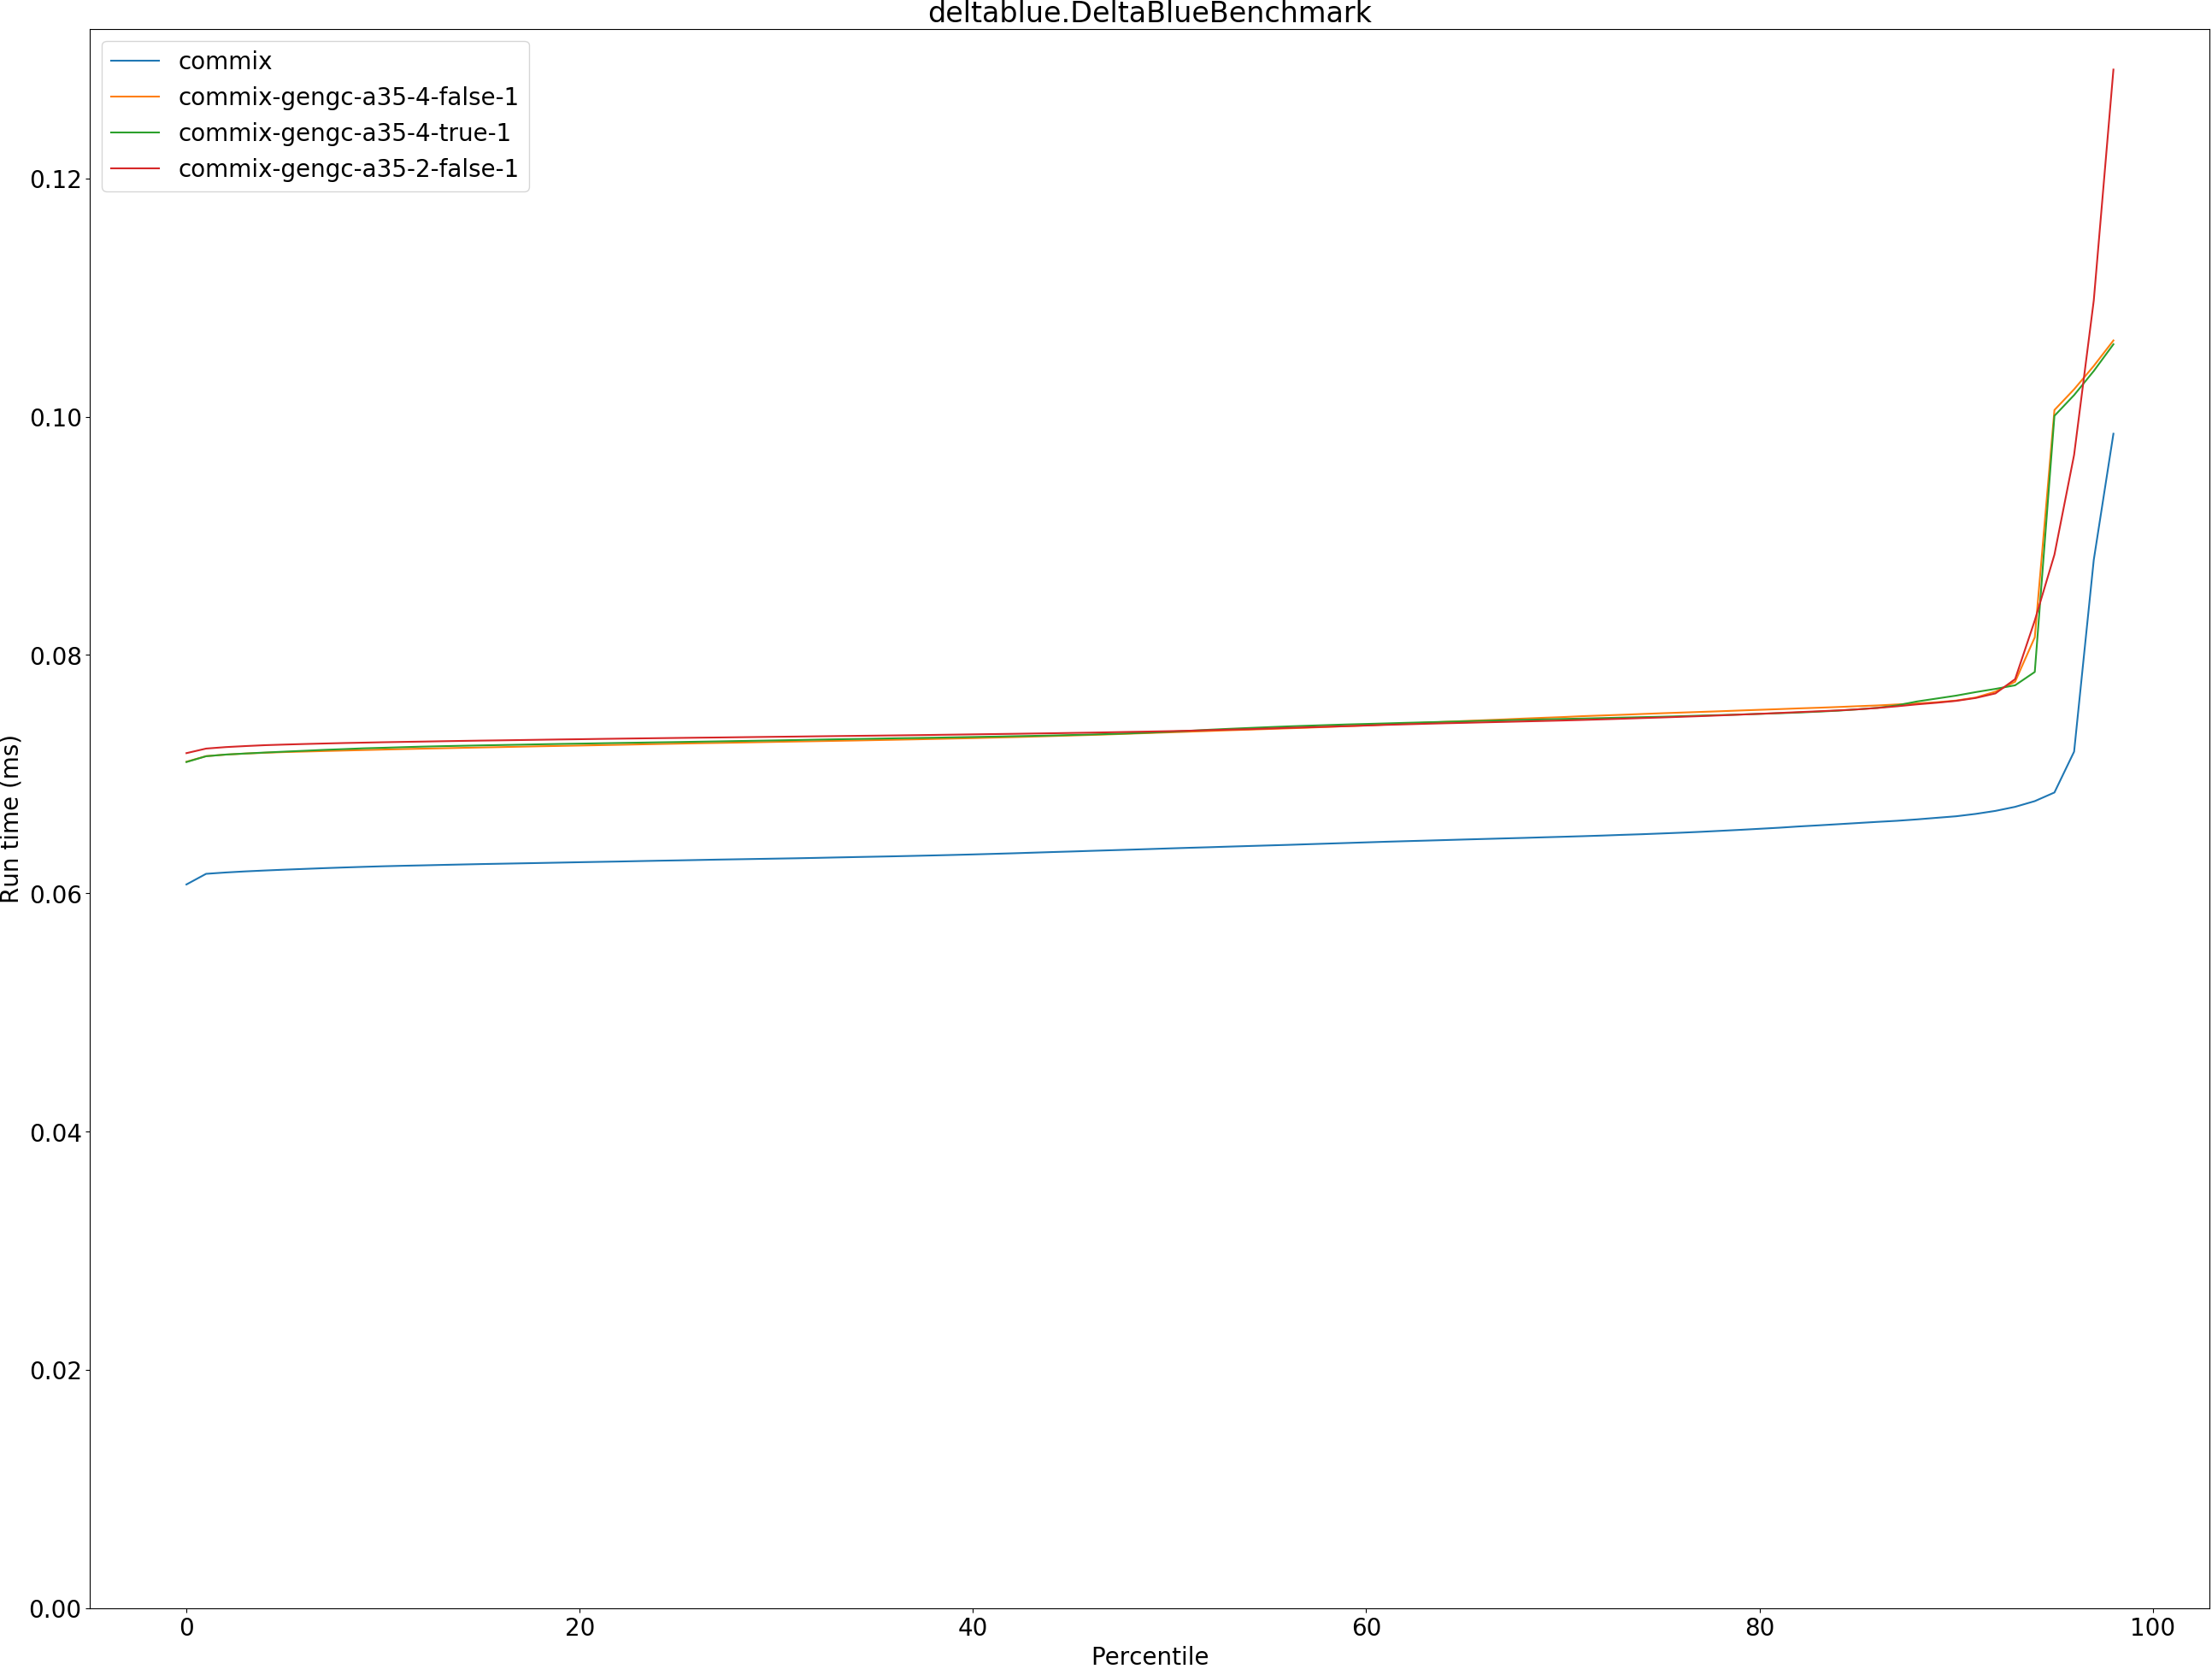 deltablue.DeltaBlueBenchmark
commix
commix-gengc-a35-4-false-1
commix-gengc-a35-4-true-1
commix-gengc-a35-2-false-1
Run time (ms)
0.12
0.10
0.08
0.06
0.04
0.02
0.00
0 20 40 60 80 100
Percentile